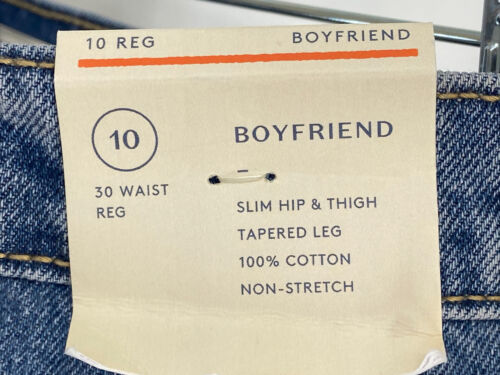 10 REG BOYFRIEND
10
30 WAIST
REG
BOYFRIEND
–
SLIM HIP & THIGH
TAPERED LEG
100% COTTON
NON-STRETCH